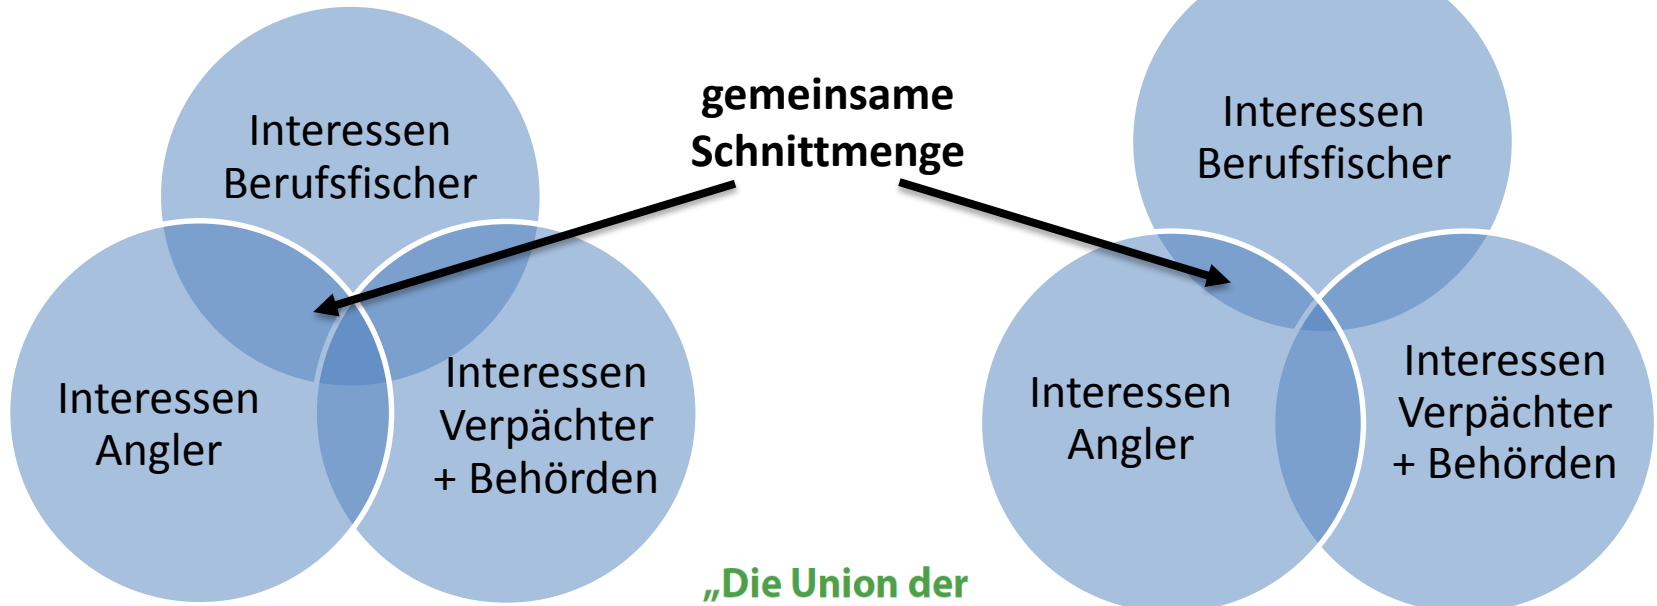 Interessen
Berufsfischer
Interessen
Angler
Interessen
Verpächter
+ Behörden
gemeinsame
Schnittmenge
„Die Union der
Interessen
Berufsfischer
Interessen
Angler
Interessen
Verpächter
+ Behörden